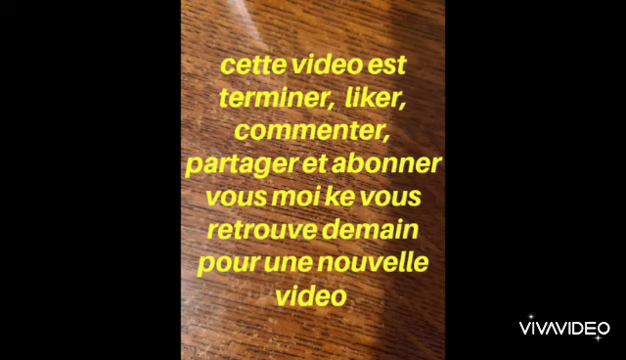 cette video est
terminer, liker,
commenter,
partager et abonner
vous moi ke vous
retrouve demain
pour une nouvelle
video
VIVAVIDEO